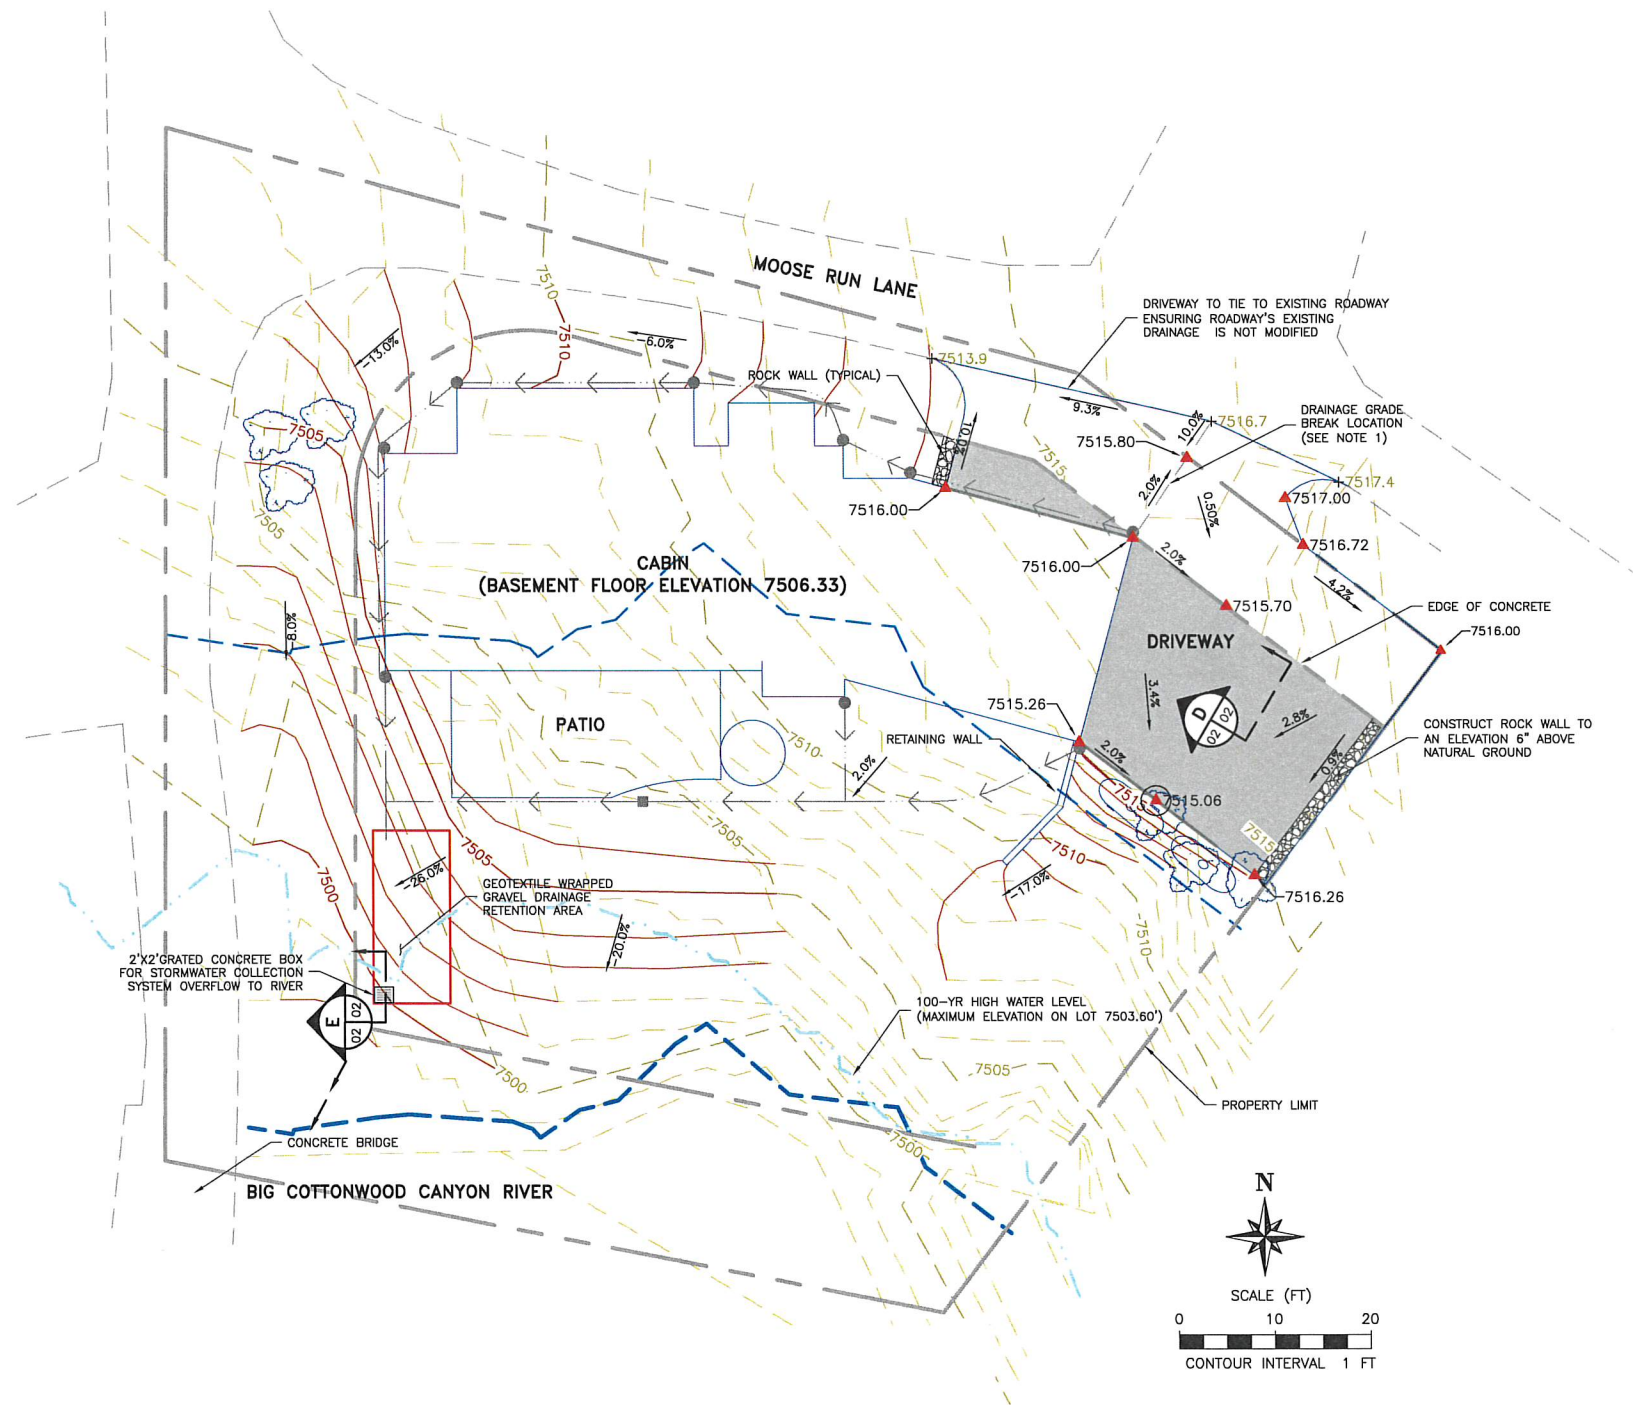 MOOSE RUN LANE
7510
7510
-13.0%
-6.0%
ROCK WALL (TYPICAL)
7513.9
DRIVEWAY TO TIE TO EXISTING ROADWAY
ENSURING ROADWAY'S EXISTING
DRAINAGE IS NOT MODIFIED
9.3%
10.0%
7516.7
DRAINAGE GRADE
BREAK LOCATION
(SEE NOTE 1)
7515.80
10.0%
7515
2.0%
0.50%
7517.4
7517.00
7505
7505
7516.00
7516.00
2.0%
7516.72
4.2%
CABIN
(BASEMENT FLOOR ELEVATION 7506.33)
7515.70
EDGE OF CONCRETE
7516.00
-8.0%
DRIVEWAY
3.4%
D
02
02
2.8%
7515.26
PATIO
RETAINING WALL
7510
2.0%
2.0%
0.9%
CONSTRUCT ROCK WALL TO
AN ELEVATION 6" ABOVE
NATURAL GROUND
7515
7515.06
7505
7515
7505
7510
-26.0%
7500
-17.0%
7516.26
GEOTEXTILE WRAPPED
GRAVEL DRAINAGE
RETENTION AREA
-20.0%
7510
2'X2'GRATED CONCRETE BOX
FOR STORMWATER COLLECTION
SYSTEM OVERFLOW TO RIVER
E
02
02
100-YR HIGH WATER LEVEL
(MAXIMUM ELEVATION ON LOT 7503.60')
7500
7505
PROPERTY LIMIT
CONCRETE BRIDGE
7500
BIG COTTONWOOD CANYON RIVER
N
SCALE (FT)
0 10 20
CONTOUR INTERVAL 1 FT